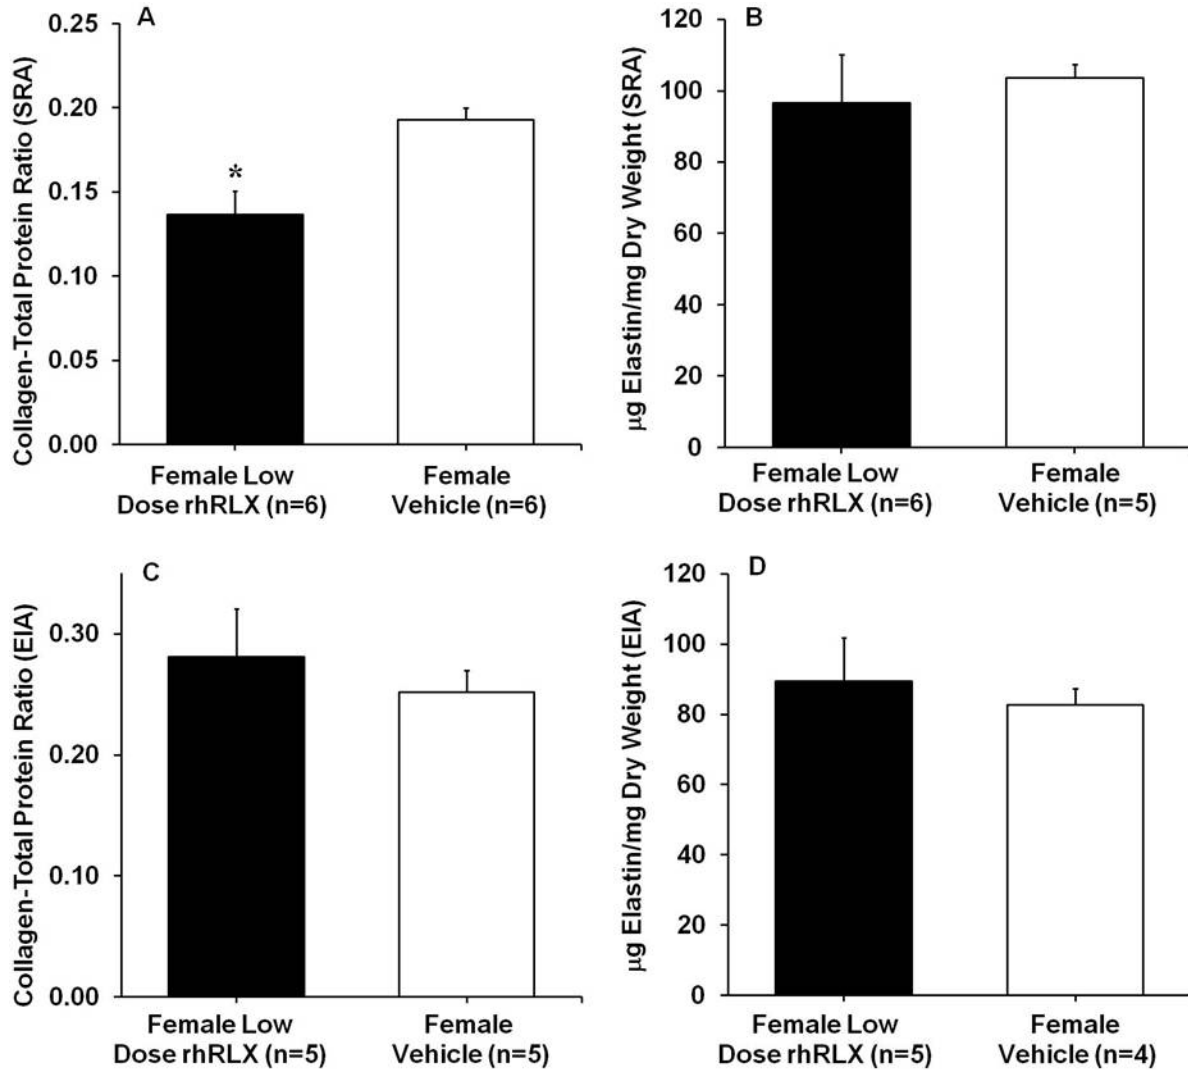 A
Collagen-Total Protein Ratio (SRA)
0.25
0.20
0.15
0.10
0.05
0.00
*
Female Low
Dose rhRLX (n=6)
Female
Vehicle (n=6)
B
µg Elastin/mg Dry Weight (SRA)
120
100
80
60
40
20
0
Female Low
Dose rhRLX (n=6)
Female
Vehicle (n=5)
C
Collagen-Total Protein Ratio (EIA)
0.30
0.20
0.10
0.00
Female Low
Dose rhRLX (n=5)
Female
Vehicle (n=5)
D
µg Elastin/mg Dry Weight (EIA)
120
100
80
60
40
20
0
Female Low
Dose rhRLX (n=5)
Female
Vehicle (n=4)